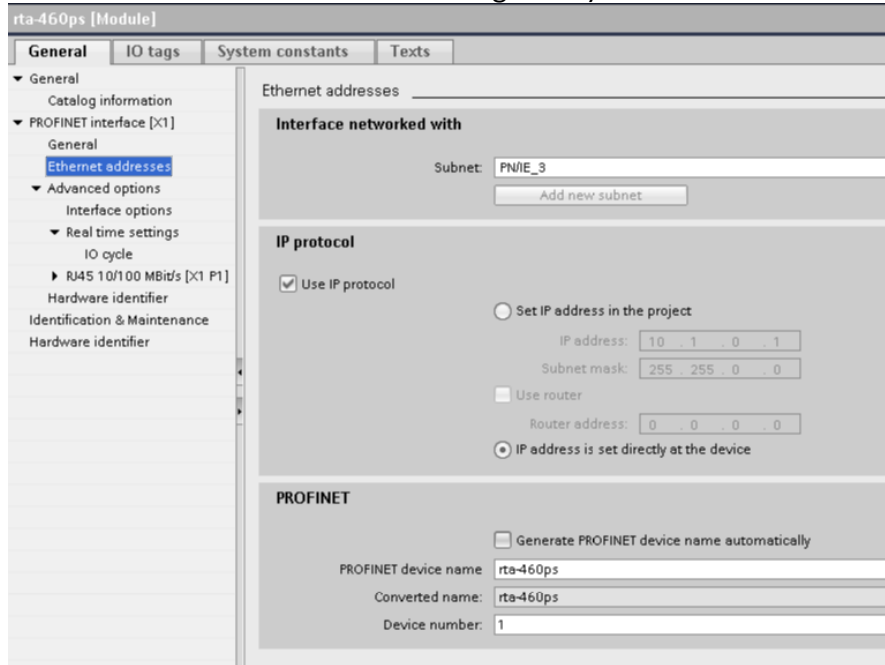 rta-460ps [Module]
General IO tags System constants Texts
General
Catalog information
PROFINET interface [X1]
General
Ethernet addresses
Advanced options
Interface options
Real time settings
IO cycle
RJ45 10/100 MBit/s [X1 P1]
Hardware identifier
Identification & Maintenance
Hardware identifier
Ethernet addresses
Interface networked with
Subnet: PN/IE_3
Add new subnet
IP protocol
Use IP protocol
Set IP address in the project
IP address: 10 . 1 . 0 . 1
Subnet mask: 255 . 255 . 0 . 0
Use router
Router address: 0 . 0 . 0 . 0
IP address is set directly at the device
PROFINET
Generate PROFINET device name automatically
PROFINET device name rta-460ps
Converted name: rta-460ps
Device number: 1